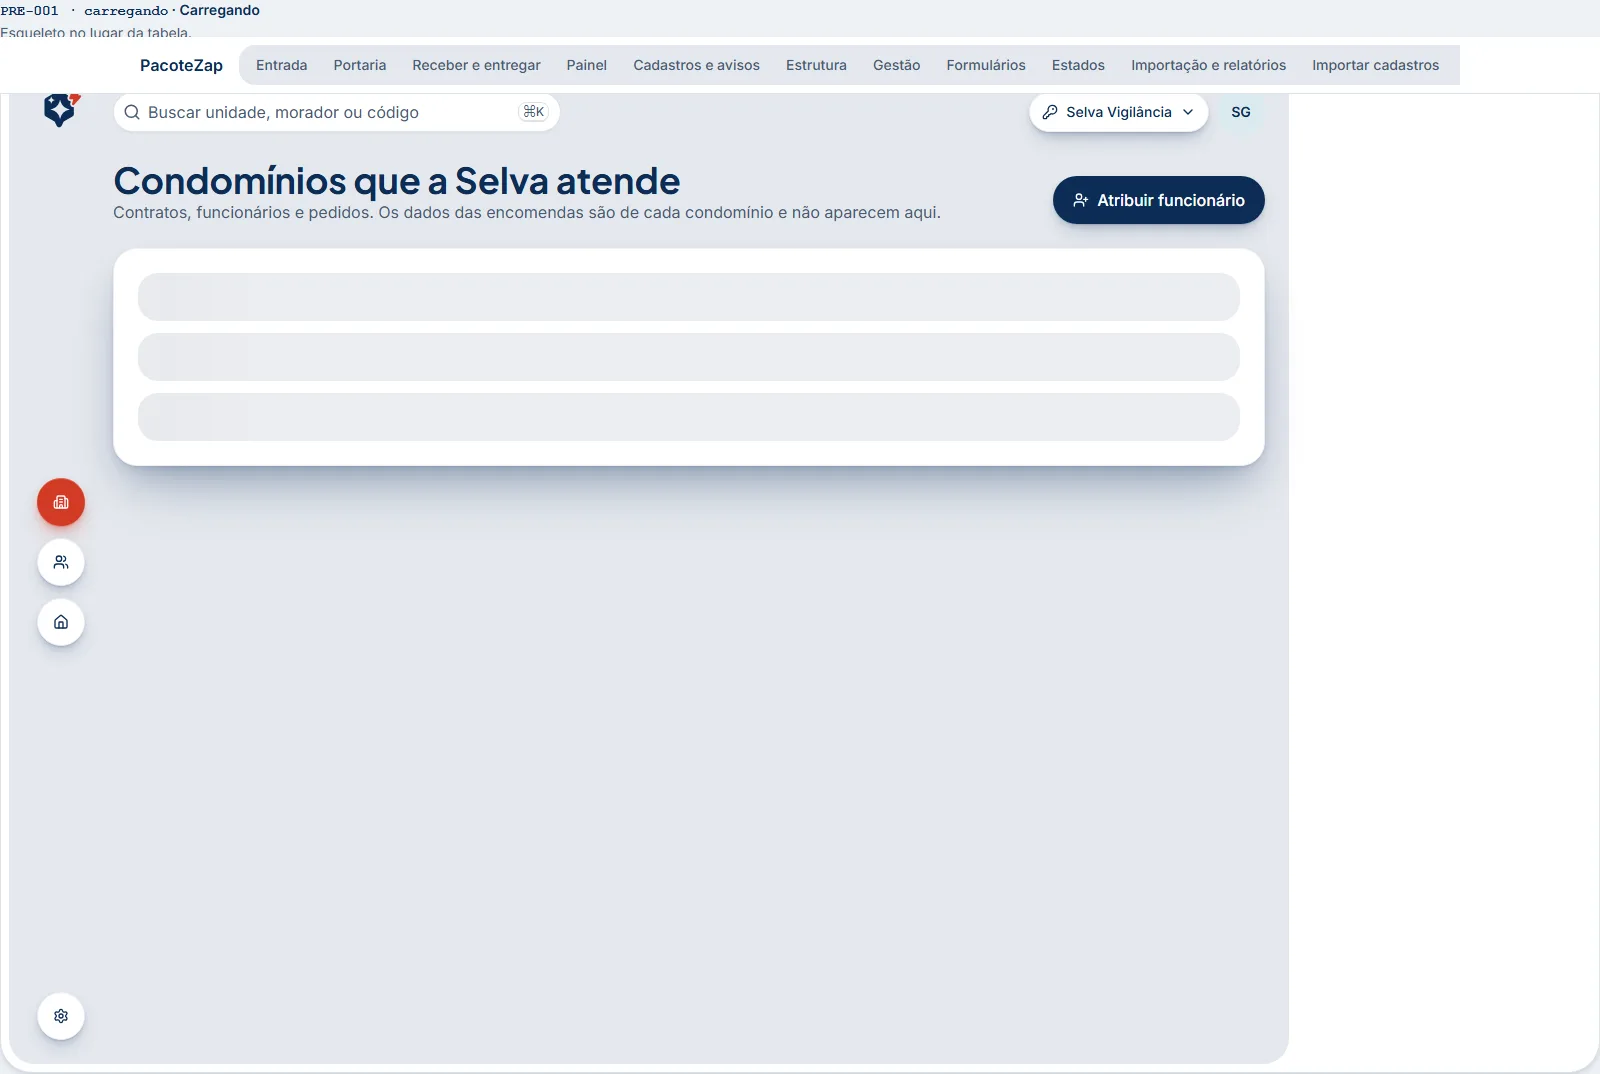 PRE-001 · carregando · Carregando
Esqueleto no lugar da tabela.
PacoteZap Entrada Portaria Receber e entregar Painel Cadastros e avisos Estrutura Gestão Formulários Estados Importação e relatórios Importar cadastros
Buscar unidade, morador ou código ⌘K Selva Vigilância SG
Condomínios que a Selva atende
Contratos, funcionários e pedidos. Os dados das encomendas são de cada condomínio e não aparecem aqui.
Atribuir funcionário